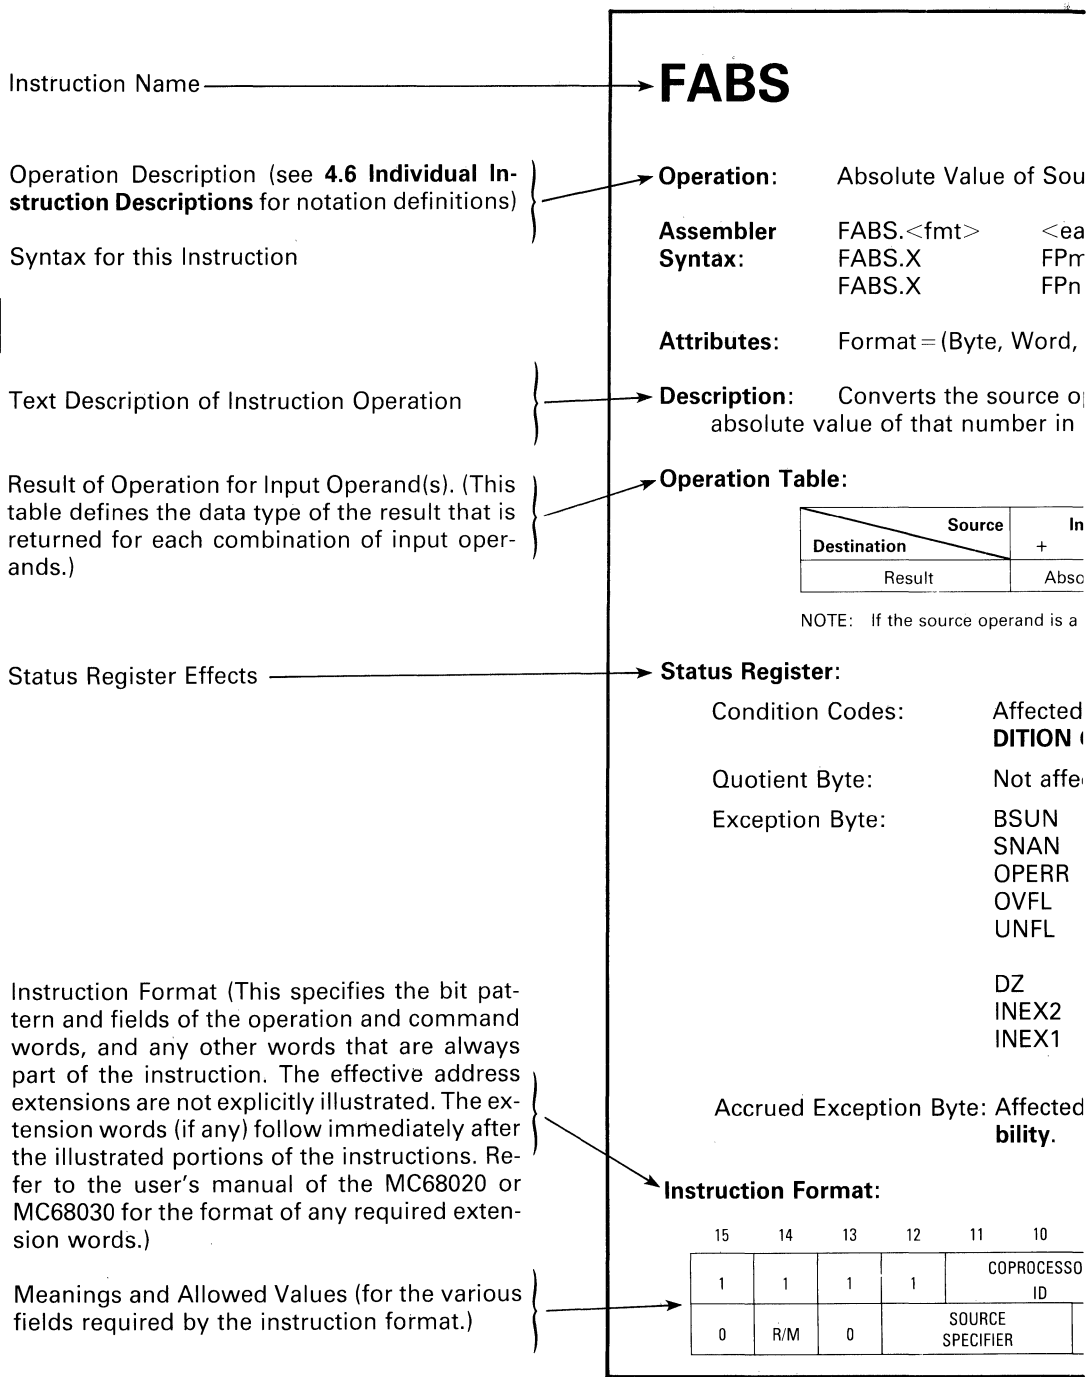 Instruction Name
FABS
Operation Description (see 4.6 Individual In-
struction Descriptions for notation definitions)
Syntax for this Instruction
Operation: Absolute Value of Sou
Assembler FABS.<fmt> <ea
Syntax: FABS.X FPm
FABS.X FPn
Attributes: Format=(Byte, Word,
Text Description of Instruction Operation
Description: Converts the source op
absolute value of that number in
Result of Operation for Input Operand(s). (This
table defines the data type of the result that is
returned for each combination of input oper-
ands.)
Operation Table:
Source In
Destination +
Result Abso
NOTE: If the source operand is a
Status Register Effects
Status Register:
Condition Codes: Affected
DITION
Quotient Byte: Not affe
Exception Byte: BSUN
SNAN
OPERR
OVFL
UNFL
DZ
INEX2
INEX1
Accrued Exception Byte: Affected
bility.
Instruction Format (This specifies the bit pat-
tern and fields of the operation and command
words, and any other words that are always
part of the instruction. The effective address
extensions are not explicitly illustrated. The ex-
tension words (if any) follow immediately after
the illustrated portions of the instructions. Re-
fer to the user's manual of the MC68020 or
MC68030 for the format of any required exten-
sion words.)
Instruction Format:
15 14 13 12 11 10
1 1 1 1 COPROCESSO
ID
0 R/M 0 SOURCE
SPECIFIER
Meanings and Allowed Values (for the various
fields required by the instruction format.)